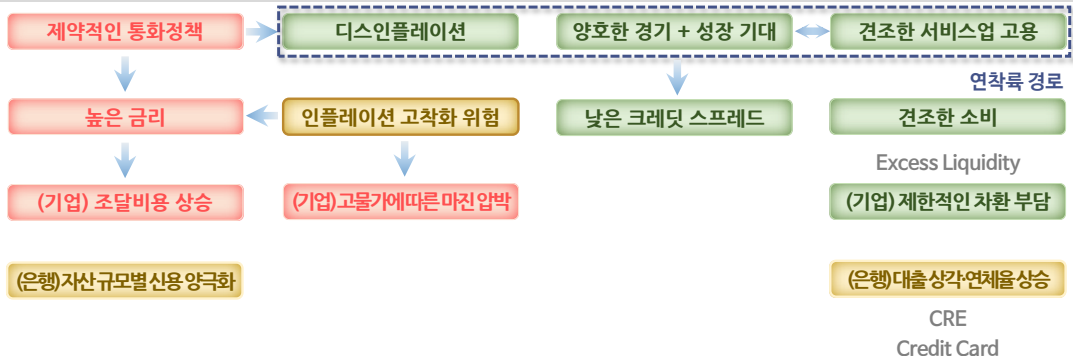 제약적인 통화정책
디스인플레이션
양호한 경기 + 성장 기대
견조한 서비스업 고용
연착륙 경로
높은 금리
인플레이션 고착화 위험
낮은 크레딧 스프레드
견조한 소비
Excess Liquidity
(기업) 조달비용 상승
(기업) 고물가에 따른 마진 압박
(기업) 제한적인 차환 부담
(은행) 자산 규모별 신용 양극화
(은행) 대출 상각·연체율 상승
CRE
Credit Card